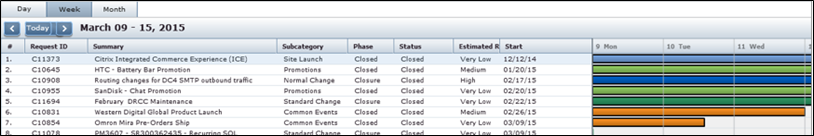 Day Week Month
Today March 09 - 15, 2015
# Request ID Summary Subcategory Phase Status Estimated R Start 9 Mon 10 Tue 11 Wed
1. C11373 Citrix Integrated Commerce Experience (ICE) Site Launch Closed Closed Very Low 12/12/14
2. C10645 HTC - Battery Bar Promotion Promotions Closed Closed Medium 01/20/15
3. C10908 Routing changes for DC4 SMTP outbound traffic Normal Change Closed Closed High 02/17/15
4. C10955 SanDisk - Chat Promotion Promotions Closed Closed Very Low 02/02/15
5. C11694 February DRCC Maintenance Standard Change Closed Closed Very Low 02/22/15
6. C10831 Western Digital Global Product Launch Common Events Closed Closed Medium 02/26/15
7. C10854 Omron Mira Pre-Orders Ship Common Events Closed Closed Very Low 03/09/15
8. C11078 PM3607 - SR300362435 - Recurring SQL Standard Change Closed Closed Very Low 03/09/15